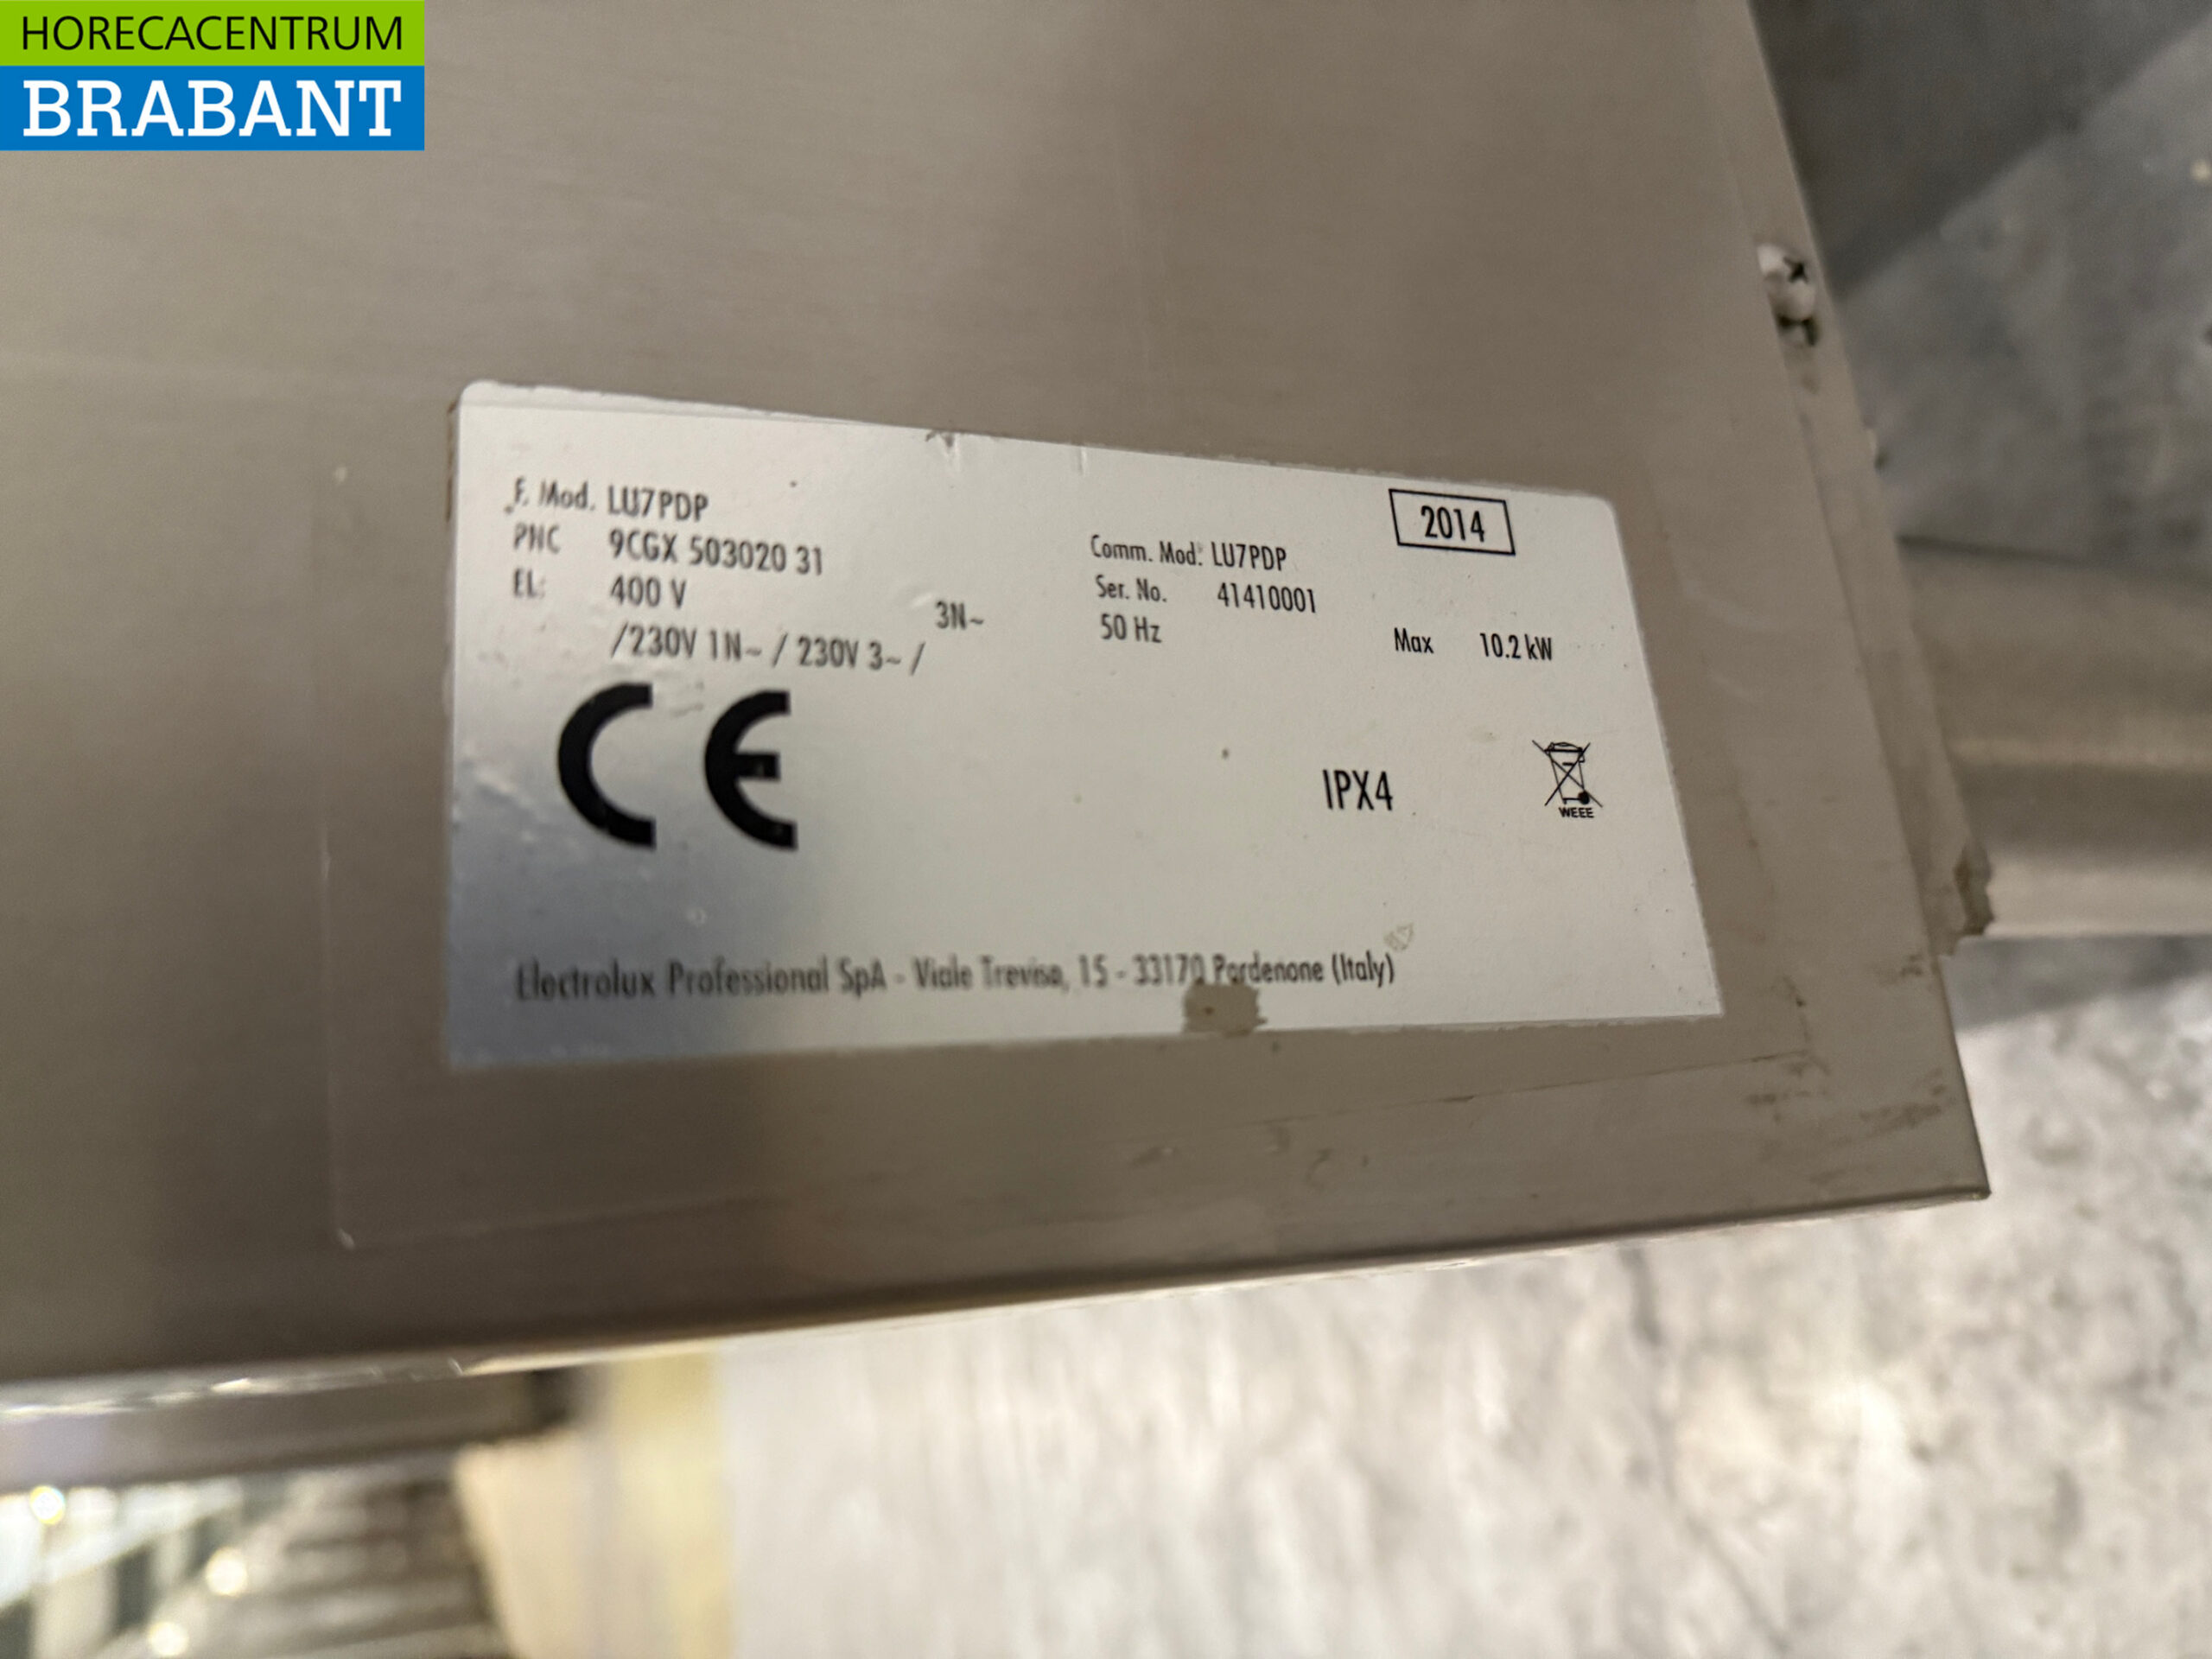 HORECACENTRUM
BRABANT
F. Mod. LU7PDP
PNC 9CGX 503020 31
EL: 400 V 3N~
/230V 1N~ / 230V 3~ /
2014
Comm. Mod: LU7PDP
Ser. No. 41410001
50 Hz Max 10.2 kW
CE
IPX4
WEEE
Electrolux Professional SpA - Viale Treviso, 15 - 33170 Pordenone (Italy)